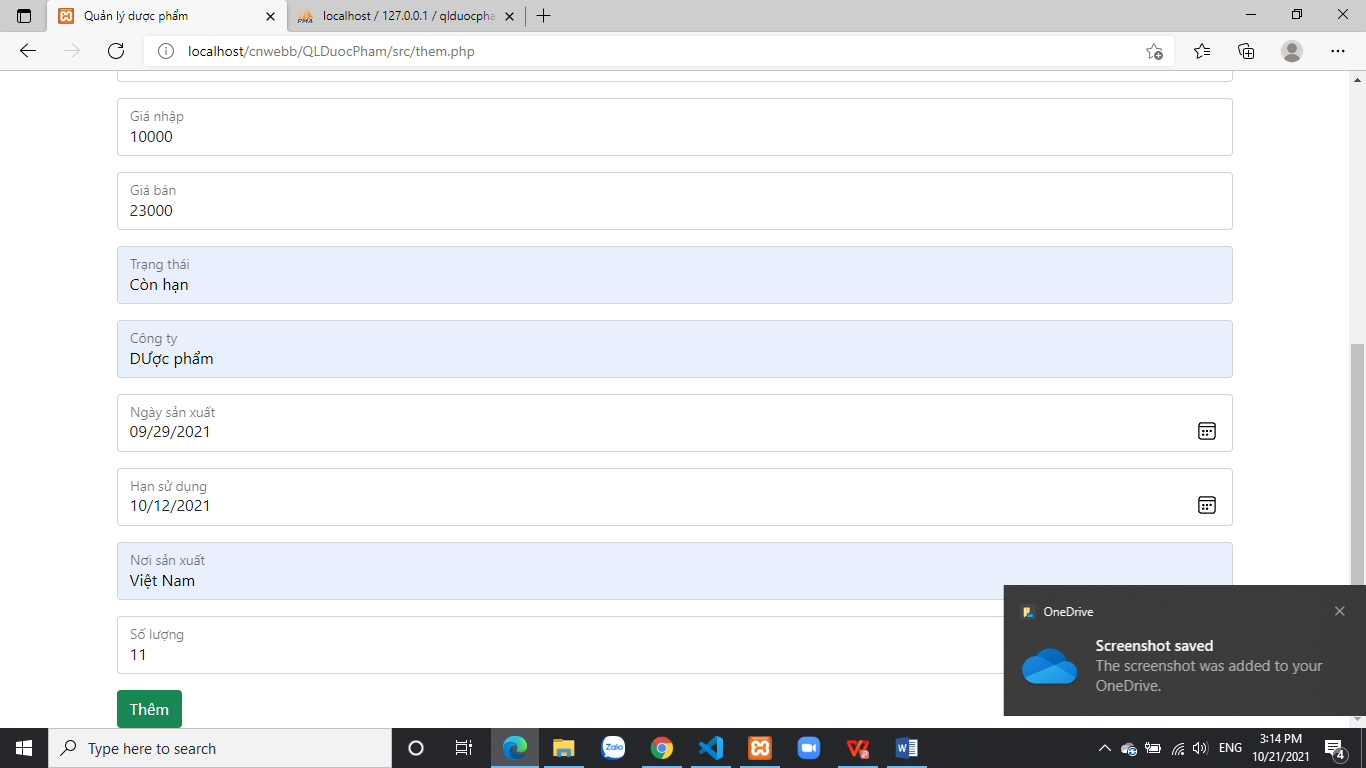 Quản lý dược phẩm
localhost / 127.0.0.1 / qlduocpha
localhost/cnwebb/QLDuocPham/src/them.php
Giá nhập
10000
Giá bán
23000
Trạng thái
Còn hạn
Công ty
DƯợc phẩm
Ngày sản xuất
09/29/2021
Hạn sử dụng
10/12/2021
Nơi sản xuất
Việt Nam
Số lượng
11
Thêm
OneDrive
Screenshot saved
The screenshot was added to your
OneDrive.
Type here to search
Zalo
ENG
3:14 PM
10/21/2021
4